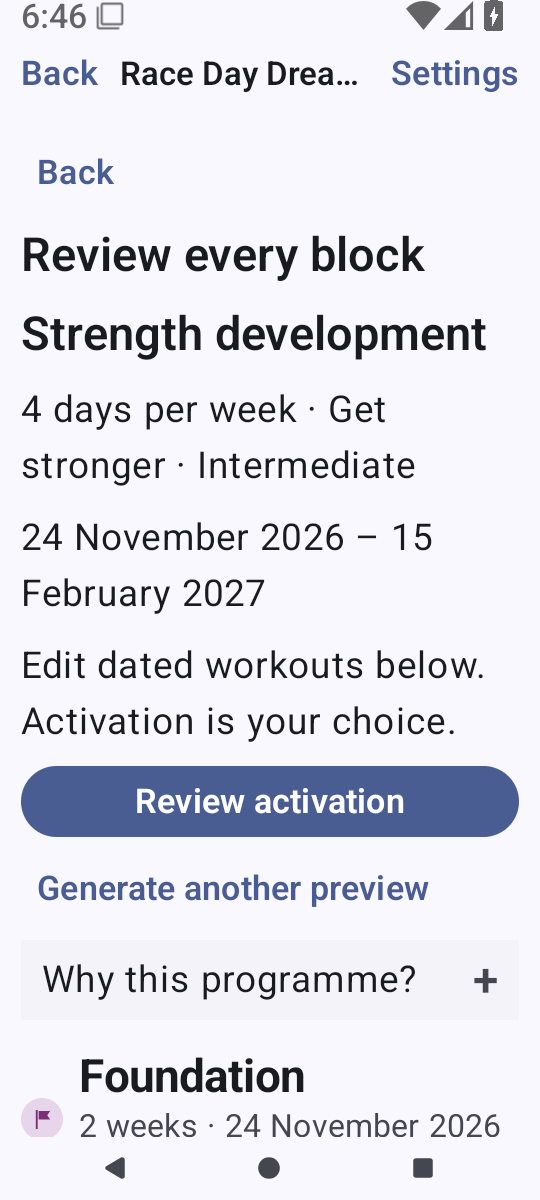 6:46
Back Race Day Drea... Settings
Back
Review every block
Strength development
4 days per week · Get
stronger · Intermediate
24 November 2026 – 15
February 2027
Edit dated workouts below.
Activation is your choice.
Review activation
Generate another preview
Why this programme? +
Foundation
2 weeks · 24 November 2026